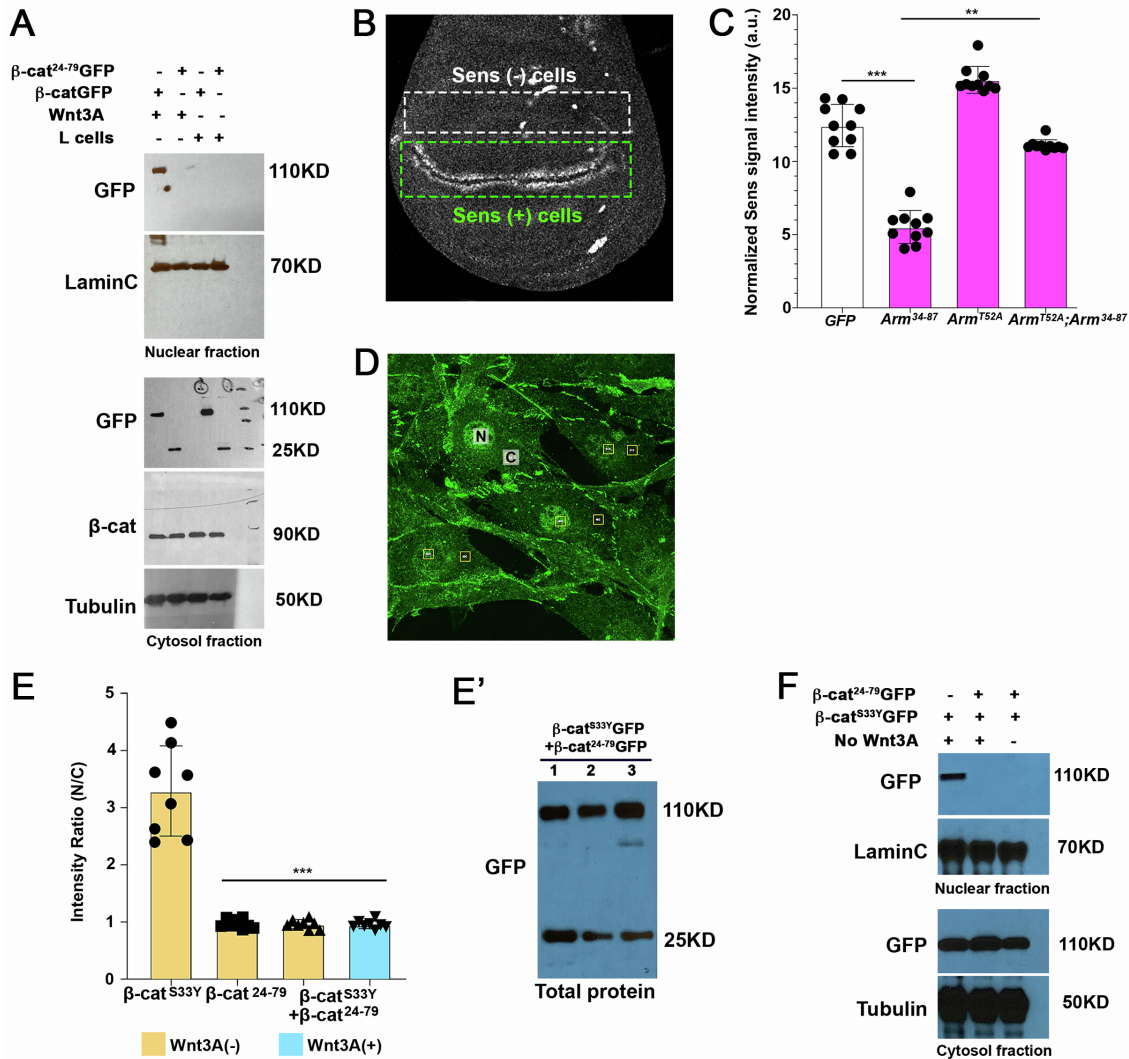 A
β-cat24-79GFP - + - +
β-catGFP + - + -
Wnt3A + + - -
L cells - - + +
GFP 110KD
LaminC 70KD
Nuclear fraction
GFP 110KD
25KD
β-cat 90KD
Tubulin 50KD
Cytosol fraction
B
Sens (-) cells
Sens (+) cells
C
Normalized Sens signal intensity (a.u.)
20
15
10
5
0
***
**
GFP Arm34-87 ArmT52A ArmT52A;Arm34-87
D
N
C
E
Intensity Ratio (N/C)
5
4
3
2
1
0
***
β-catS33Y β-cat24-79 β-catS33Y
+β-cat24-79
Wnt3A(-) Wnt3A(+)
E’
β-catS33YGFP
+β-cat24-79GFP
1 2 3
GFP
110KD
25KD
Total protein
F
β-cat24-79GFP - + +
β-catS33YGFP + + +
No Wnt3A + + -
GFP 110KD
LaminC 70KD
Nuclear fraction
GFP 110KD
Tubulin 50KD
Cytosol fraction